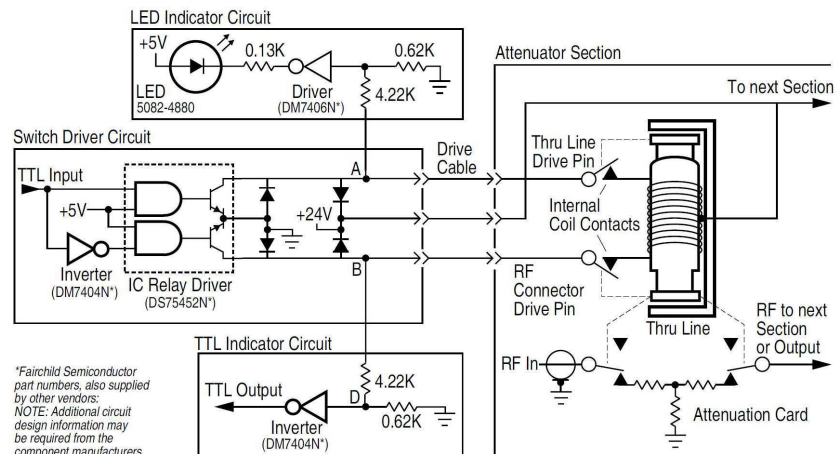 LED Indicator Circuit
+5V
0.13K
0.62K
LED
5082-4880
Driver
(DM7406N*)
4.22K
Attenuator Section
To next Section
Switch Driver Circuit
TTL Input
+5V
Inverter
(DM7404N*)
IC Relay Driver
(DS75452N*)
A
+24V
B
Drive
Cable
Thru Line
Drive Pin
Internal
Coil Contacts
RF
Connector
Drive Pin
Thru Line
RF to next
Section
or Output
RF In
Attenuation Card
TTL Indicator Circuit
TTL Output
D
4.22K
0.62K
Inverter
(DM7404N*)
*Fairchild Semiconductor
part numbers, also supplied
by other vendors:
NOTE: Additional circuit
design information may
be required from the
component manufacturers